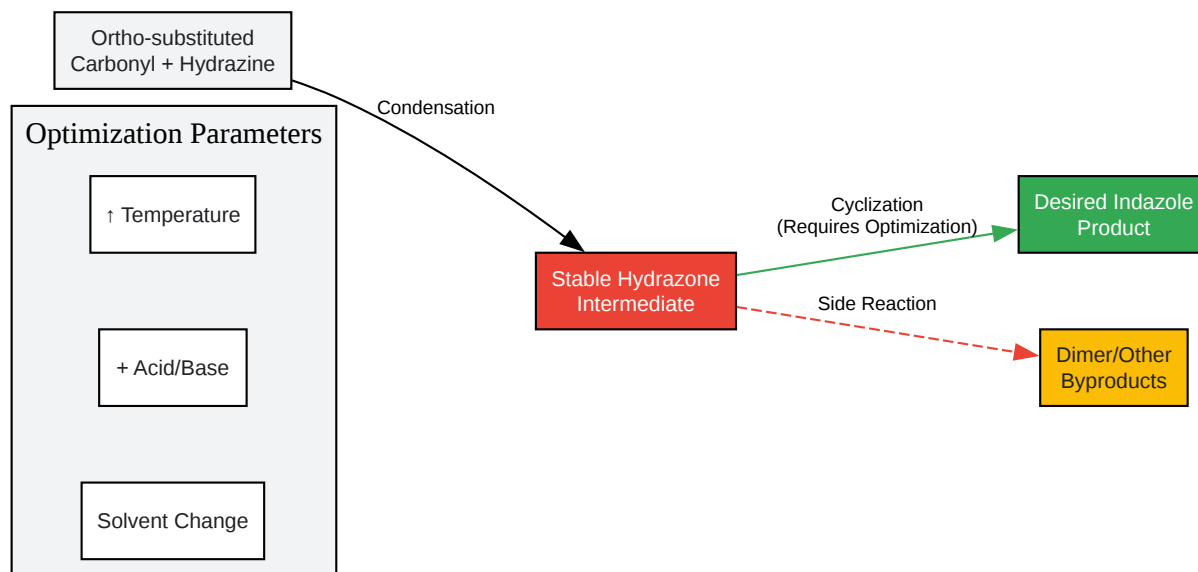 Ortho-substituted
Carbonyl + Hydrazine
Condensation
Optimization Parameters
↑ Temperature
+ Acid/Base
Solvent Change
Stable Hydrazone
Intermediate
Cyclization
(Requires Optimization)
Side Reaction
Desired Indazole
Product
Dimer/Other
Byproducts